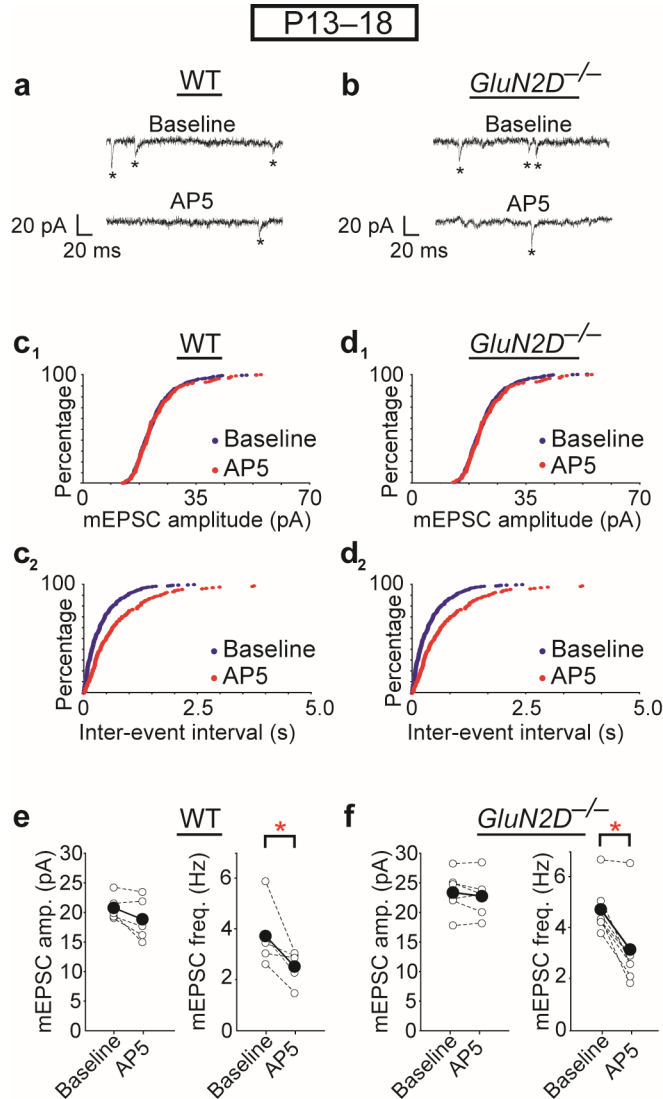 P13–18
a
WT
b
GluN2D–/–
Baseline
Baseline
* * *
* * *
AP5
AP5
20 pA
20 ms
*
20 pA
20 ms
*
c1
WT
d1
GluN2D–/–
100
Percentage
Baseline
AP5
0 35 70
mEPSC amplitude (pA)
100
Percentage
Baseline
AP5
0 35 70
mEPSC amplitude (pA)
c2
100
Percentage
Baseline
AP5
0 2.5 5.0
Inter-event interval (s)
d2
100
Percentage
Baseline
AP5
0 2.5 5.0
Inter-event interval (s)
e
WT
mEPSC amp. (pA)
30
25
20
15
10
5
0
Baseline
AP5
*
mEPSC freq. (Hz)
6
4
2
0
Baseline
AP5
f
GluN2D–/–
mEPSC amp. (pA)
30
25
20
15
10
5
0
Baseline
AP5
*
mEPSC freq. (Hz)
6
4
2
0
Baseline
AP5